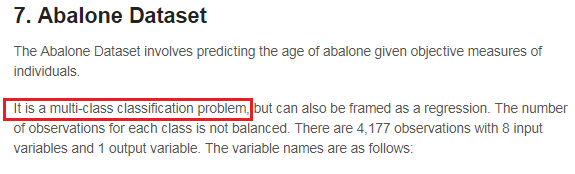 7. Abalone Dataset
The Abalone Dataset involves predicting the age of abalone given objective measures of
individuals.
It is a multi-class classification problem, but can also be framed as a regression. The number
of observations for each class is not balanced. There are 4,177 observations with 8 input
variables and 1 output variable. The variable names are as follows: